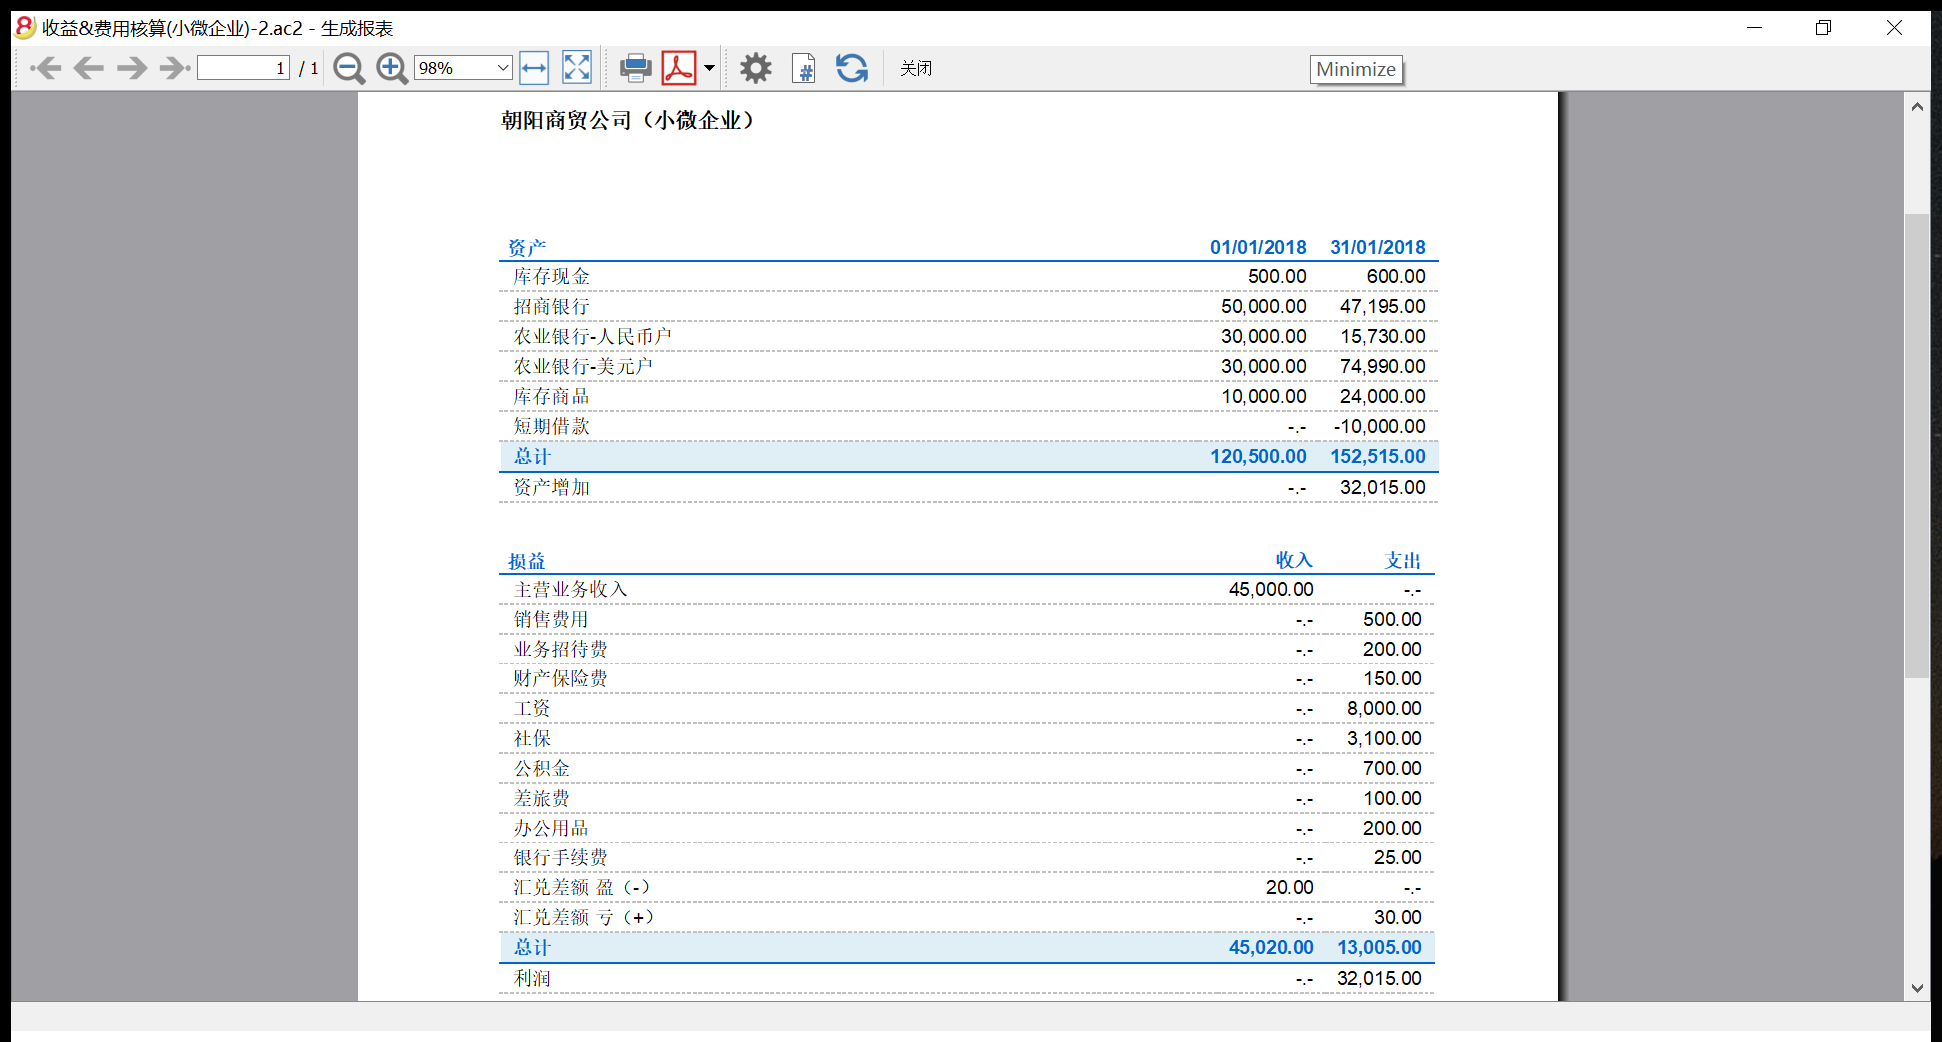 收益&费用核算(小微企业)-2.ac2 - 生成报表
1 / 1 98% 关闭 Minimize
朝阳商贸公司（小微企业）
资产 01/01/2018 31/01/2018
库存现金 500.00 600.00
招商银行 50,000.00 47,195.00
农业银行-人民币户 30,000.00 15,730.00
农业银行-美元户 30,000.00 74,990.00
库存商品 10,000.00 24,000.00
短期借款 -.- -10,000.00
总计 120,500.00 152,515.00
资产增加 -.- 32,015.00
损益 收入 支出
主营业务收入 45,000.00 -.-
销售费用 -.- 500.00
业务招待费 -.- 200.00
财产保险费 -.- 150.00
工资 -.- 8,000.00
社保 -.- 3,100.00
公积金 -.- 700.00
差旅费 -.- 100.00
办公用品 -.- 200.00
银行手续费 -.- 25.00
汇兑差额 盈（-） 20.00 -.-
汇兑差额 亏（+） -.- 30.00
总计 45,020.00 13,005.00
利润 -.- 32,015.00